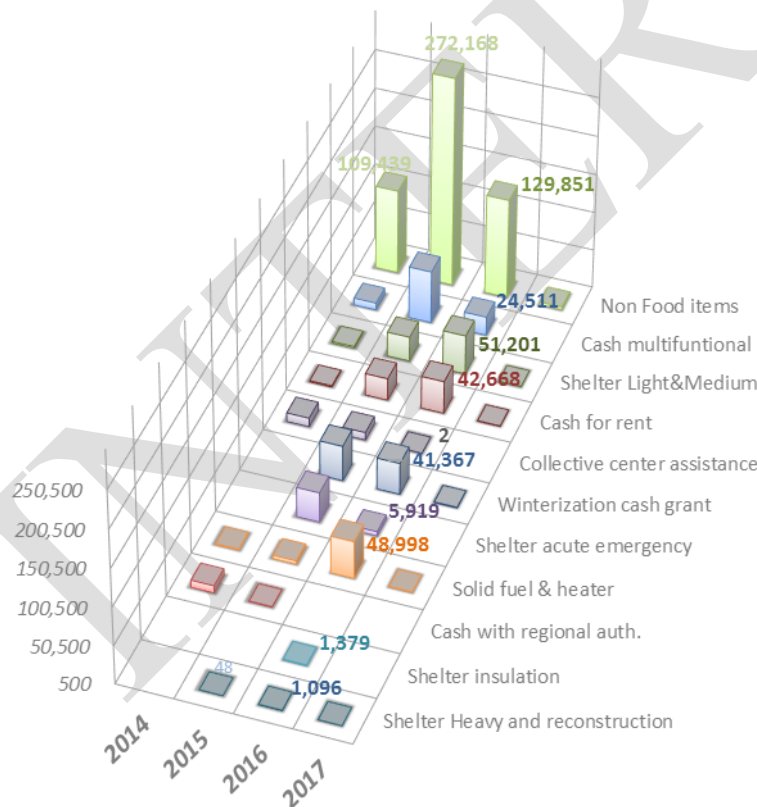 INTER
272,168
109,439
129,851
Non Food items
24,511
Cash multifuntional
51,201
Shelter Light&Medium
42,668
Cash for rent
2
Collective center assistance
41,367
Winterization cash grant
5,919
Shelter acute emergency
48,998
Solid fuel & heater
Cash with regional auth.
1,379
Shelter insulation
48
1,096
Shelter Heavy and reconstruction
250,500
200,500
150,500
100,500
50,500
500
2014
2015
2016
2017